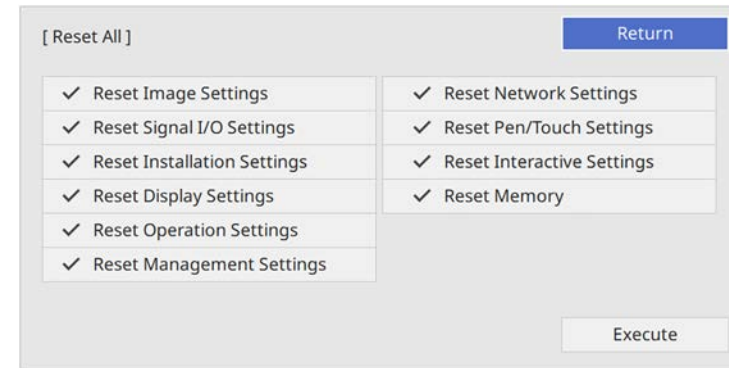 [ Reset All ]
Return
Reset Image Settings
Reset Signal I/O Settings
Reset Installation Settings
Reset Display Settings
Reset Operation Settings
Reset Management Settings
Reset Network Settings
Reset Pen/Touch Settings
Reset Interactive Settings
Reset Memory
Execute